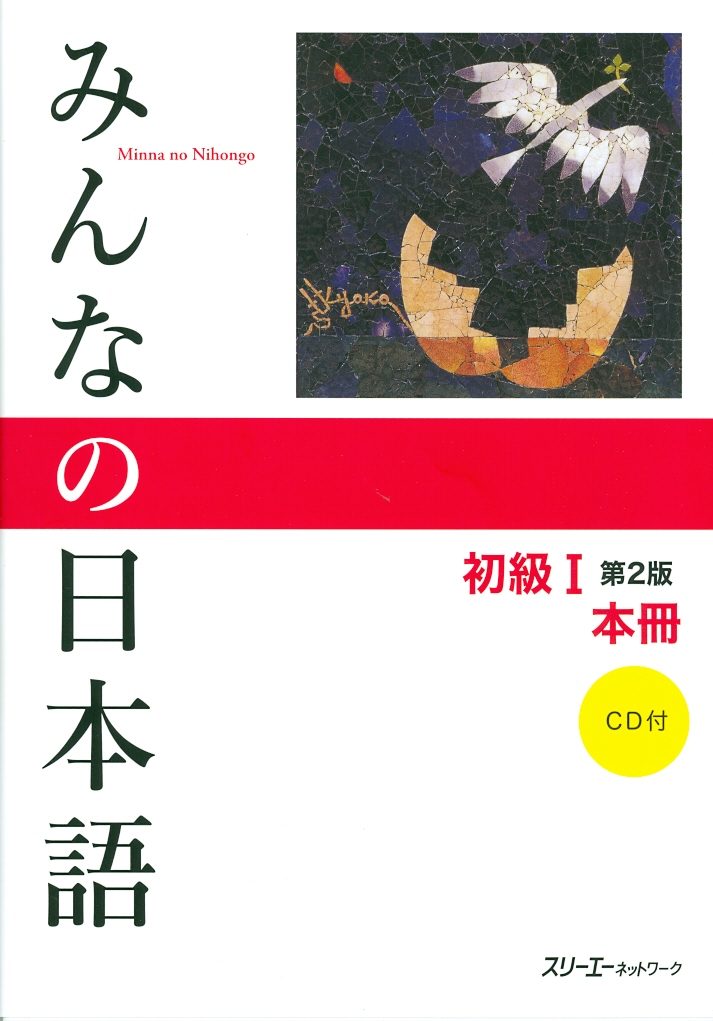 みんなの日本語
Minna no Nihongo
初級 I 第2版
本冊
CD付
スリーエーネットワーク